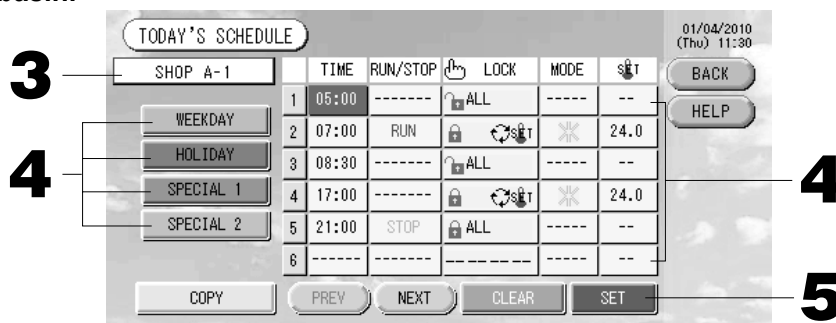 TODAY'S SCHEDULE
01/04/2010
(Thu) 11:30
3 SHOP A-1 TIME RUN/STOP LOCK MODE SET BACK
1 05:00 ------- ALL ----- --
HELP
WEEKDAY
2 07:00 RUN SET 24.0
4 HOLIDAY
3 08:30 ------- ALL ----- --
4
SPECIAL 1
4 17:00 ------- SET 24.0
SPECIAL 2
5 21:00 STOP ALL ----- --
6 ------ ------- -- -- -- -- ----- --
COPY PREV NEXT CLEAR SET 5